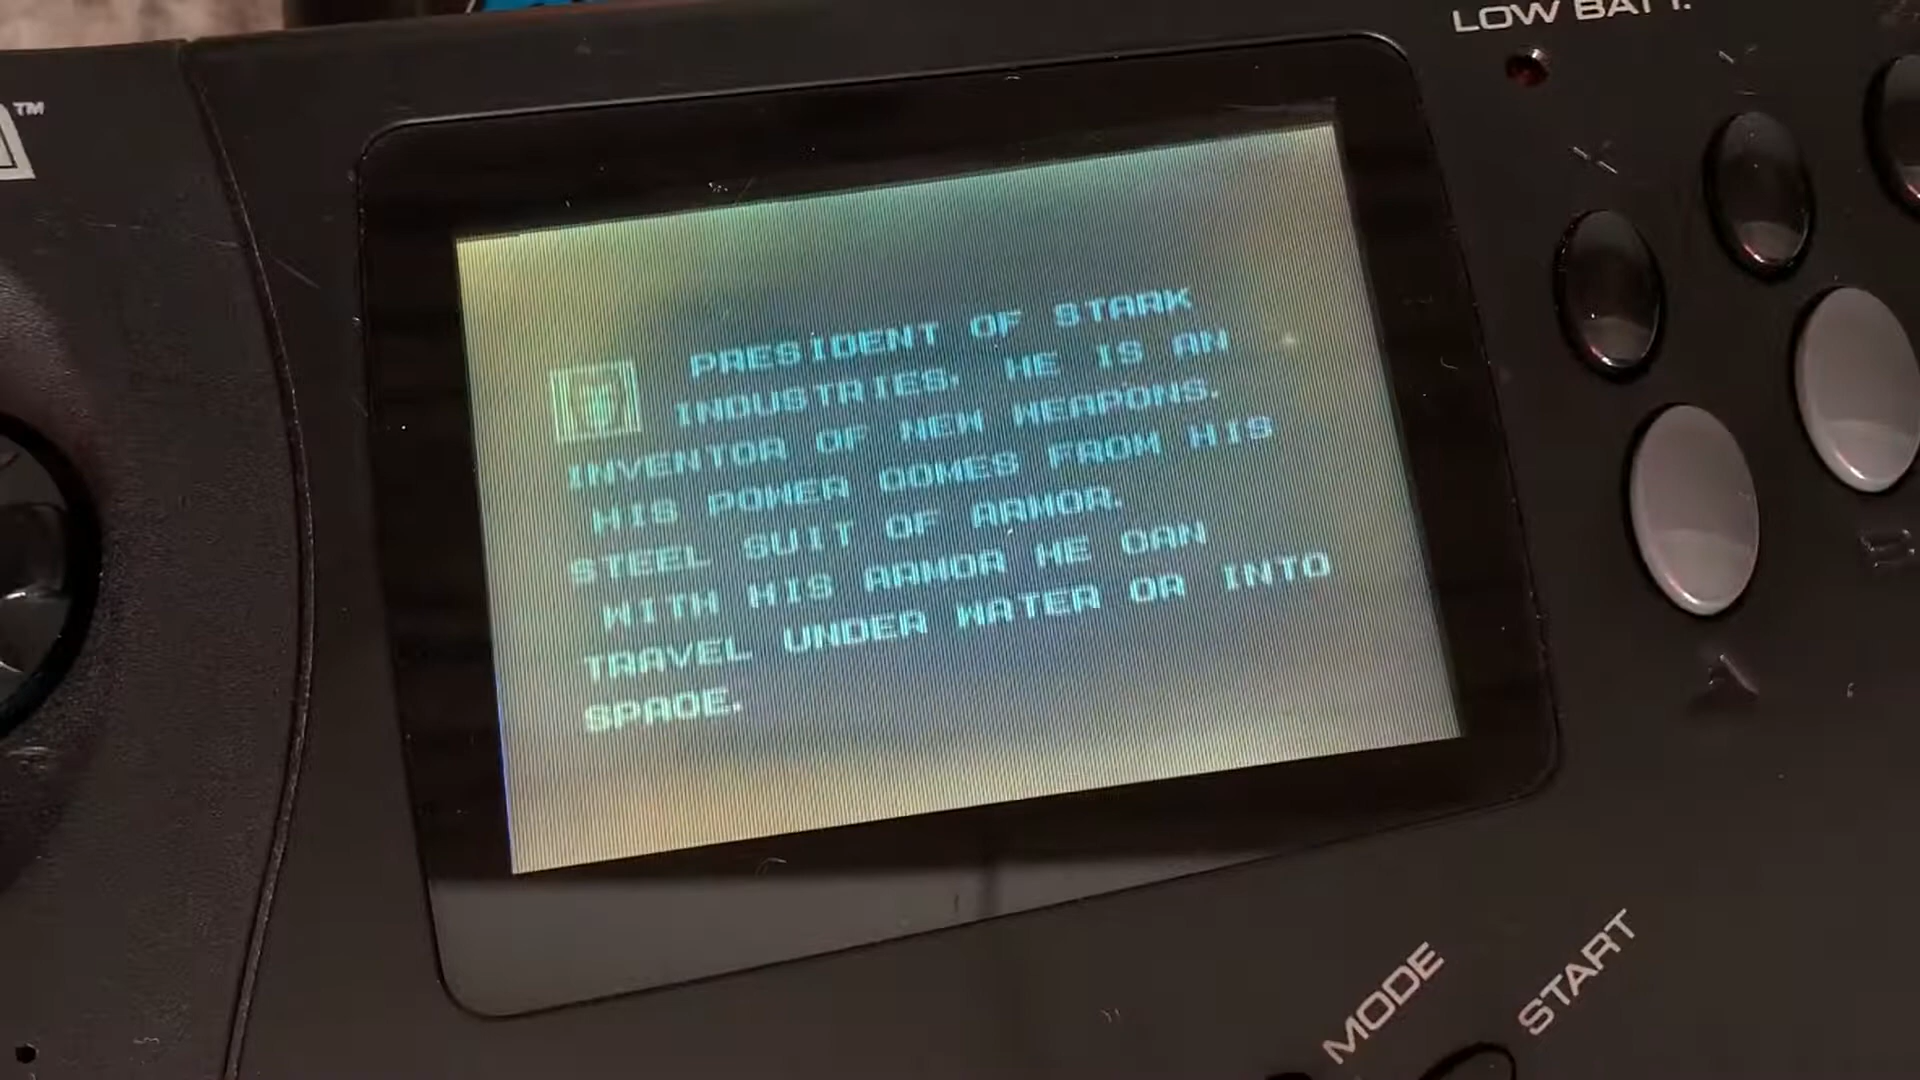 LOW BATT.
TM
PRESIDENT OF STARK
INDUSTRIES. HE IS AN
INVENTOR OF NEW WEAPONS.
HIS POWER COMES FROM HIS
STEEL SUIT OF ARMOR.
WITH HIS ARMOR HE CAN
TRAVEL UNDER WATER OR INTO
SPACE.
X
Y
A
B
MODE
START